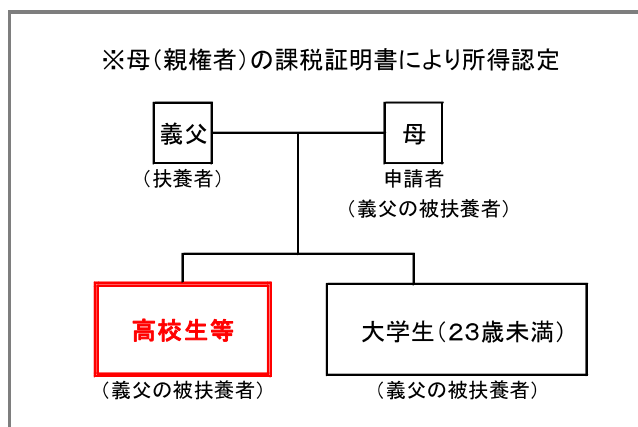 ※母（親権者）の課税証明書により所得認定
義父
母
（扶養者）
申請者
（義父の被扶養者）
高校生等
大学生（２３歳未満）
（義父の被扶養者）
（義父の被扶養者）